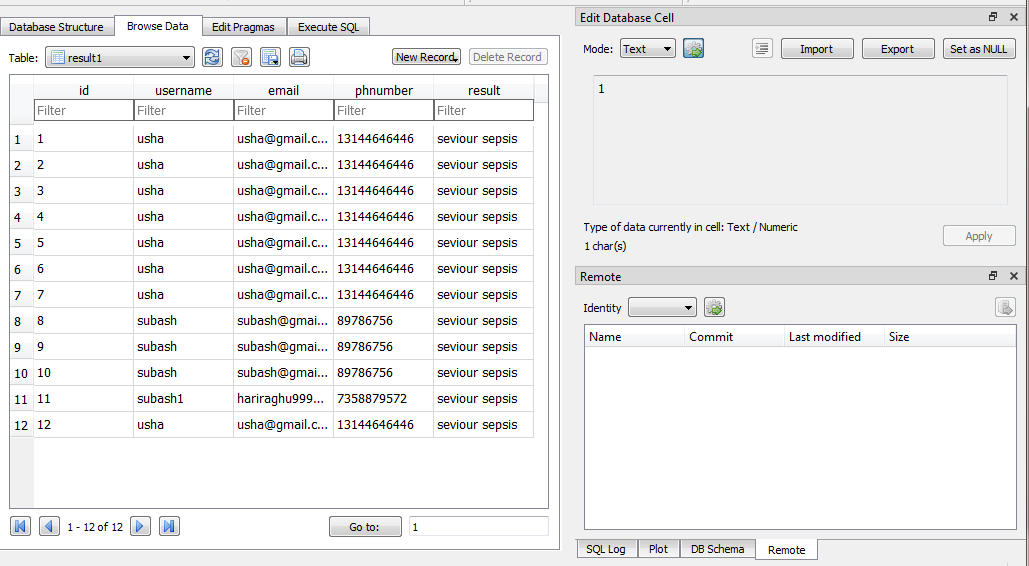 Database Structure Browse Data Edit Pragmas Execute SQL
Table: result1 New Record Delete Record
id username email phnumber result
Filter Filter Filter Filter Filter
1 1 usha usha@gmail.c... 13144646446 seviour sepsis
2 2 usha usha@gmail.c... 13144646446 seviour sepsis
3 3 usha usha@gmail.c... 13144646446 seviour sepsis
4 4 usha usha@gmail.c... 13144646446 seviour sepsis
5 5 usha usha@gmail.c... 13144646446 seviour sepsis
6 6 usha usha@gmail.c... 13144646446 seviour sepsis
7 7 usha usha@gmail.c... 13144646446 seviour sepsis
8 8 subash subash@gmai... 89786756 seviour sepsis
9 9 subash subash@gmai... 89786756 seviour sepsis
10 10 subash subash@gmai... 89786756 seviour sepsis
11 11 subash1 hariraghu999... 7358879572 seviour sepsis
12 12 usha usha@gmail.c... 13144646446 seviour sepsis
1 - 12 of 12 Go to: 1
Edit Database Cell
Mode: Text Import Export Set as NULL
1
Type of data currently in cell: Text / Numeric
1 char(s)
Apply
Remote
Identity
Name Commit Last modified Size
SQL Log Plot DB Schema Remote